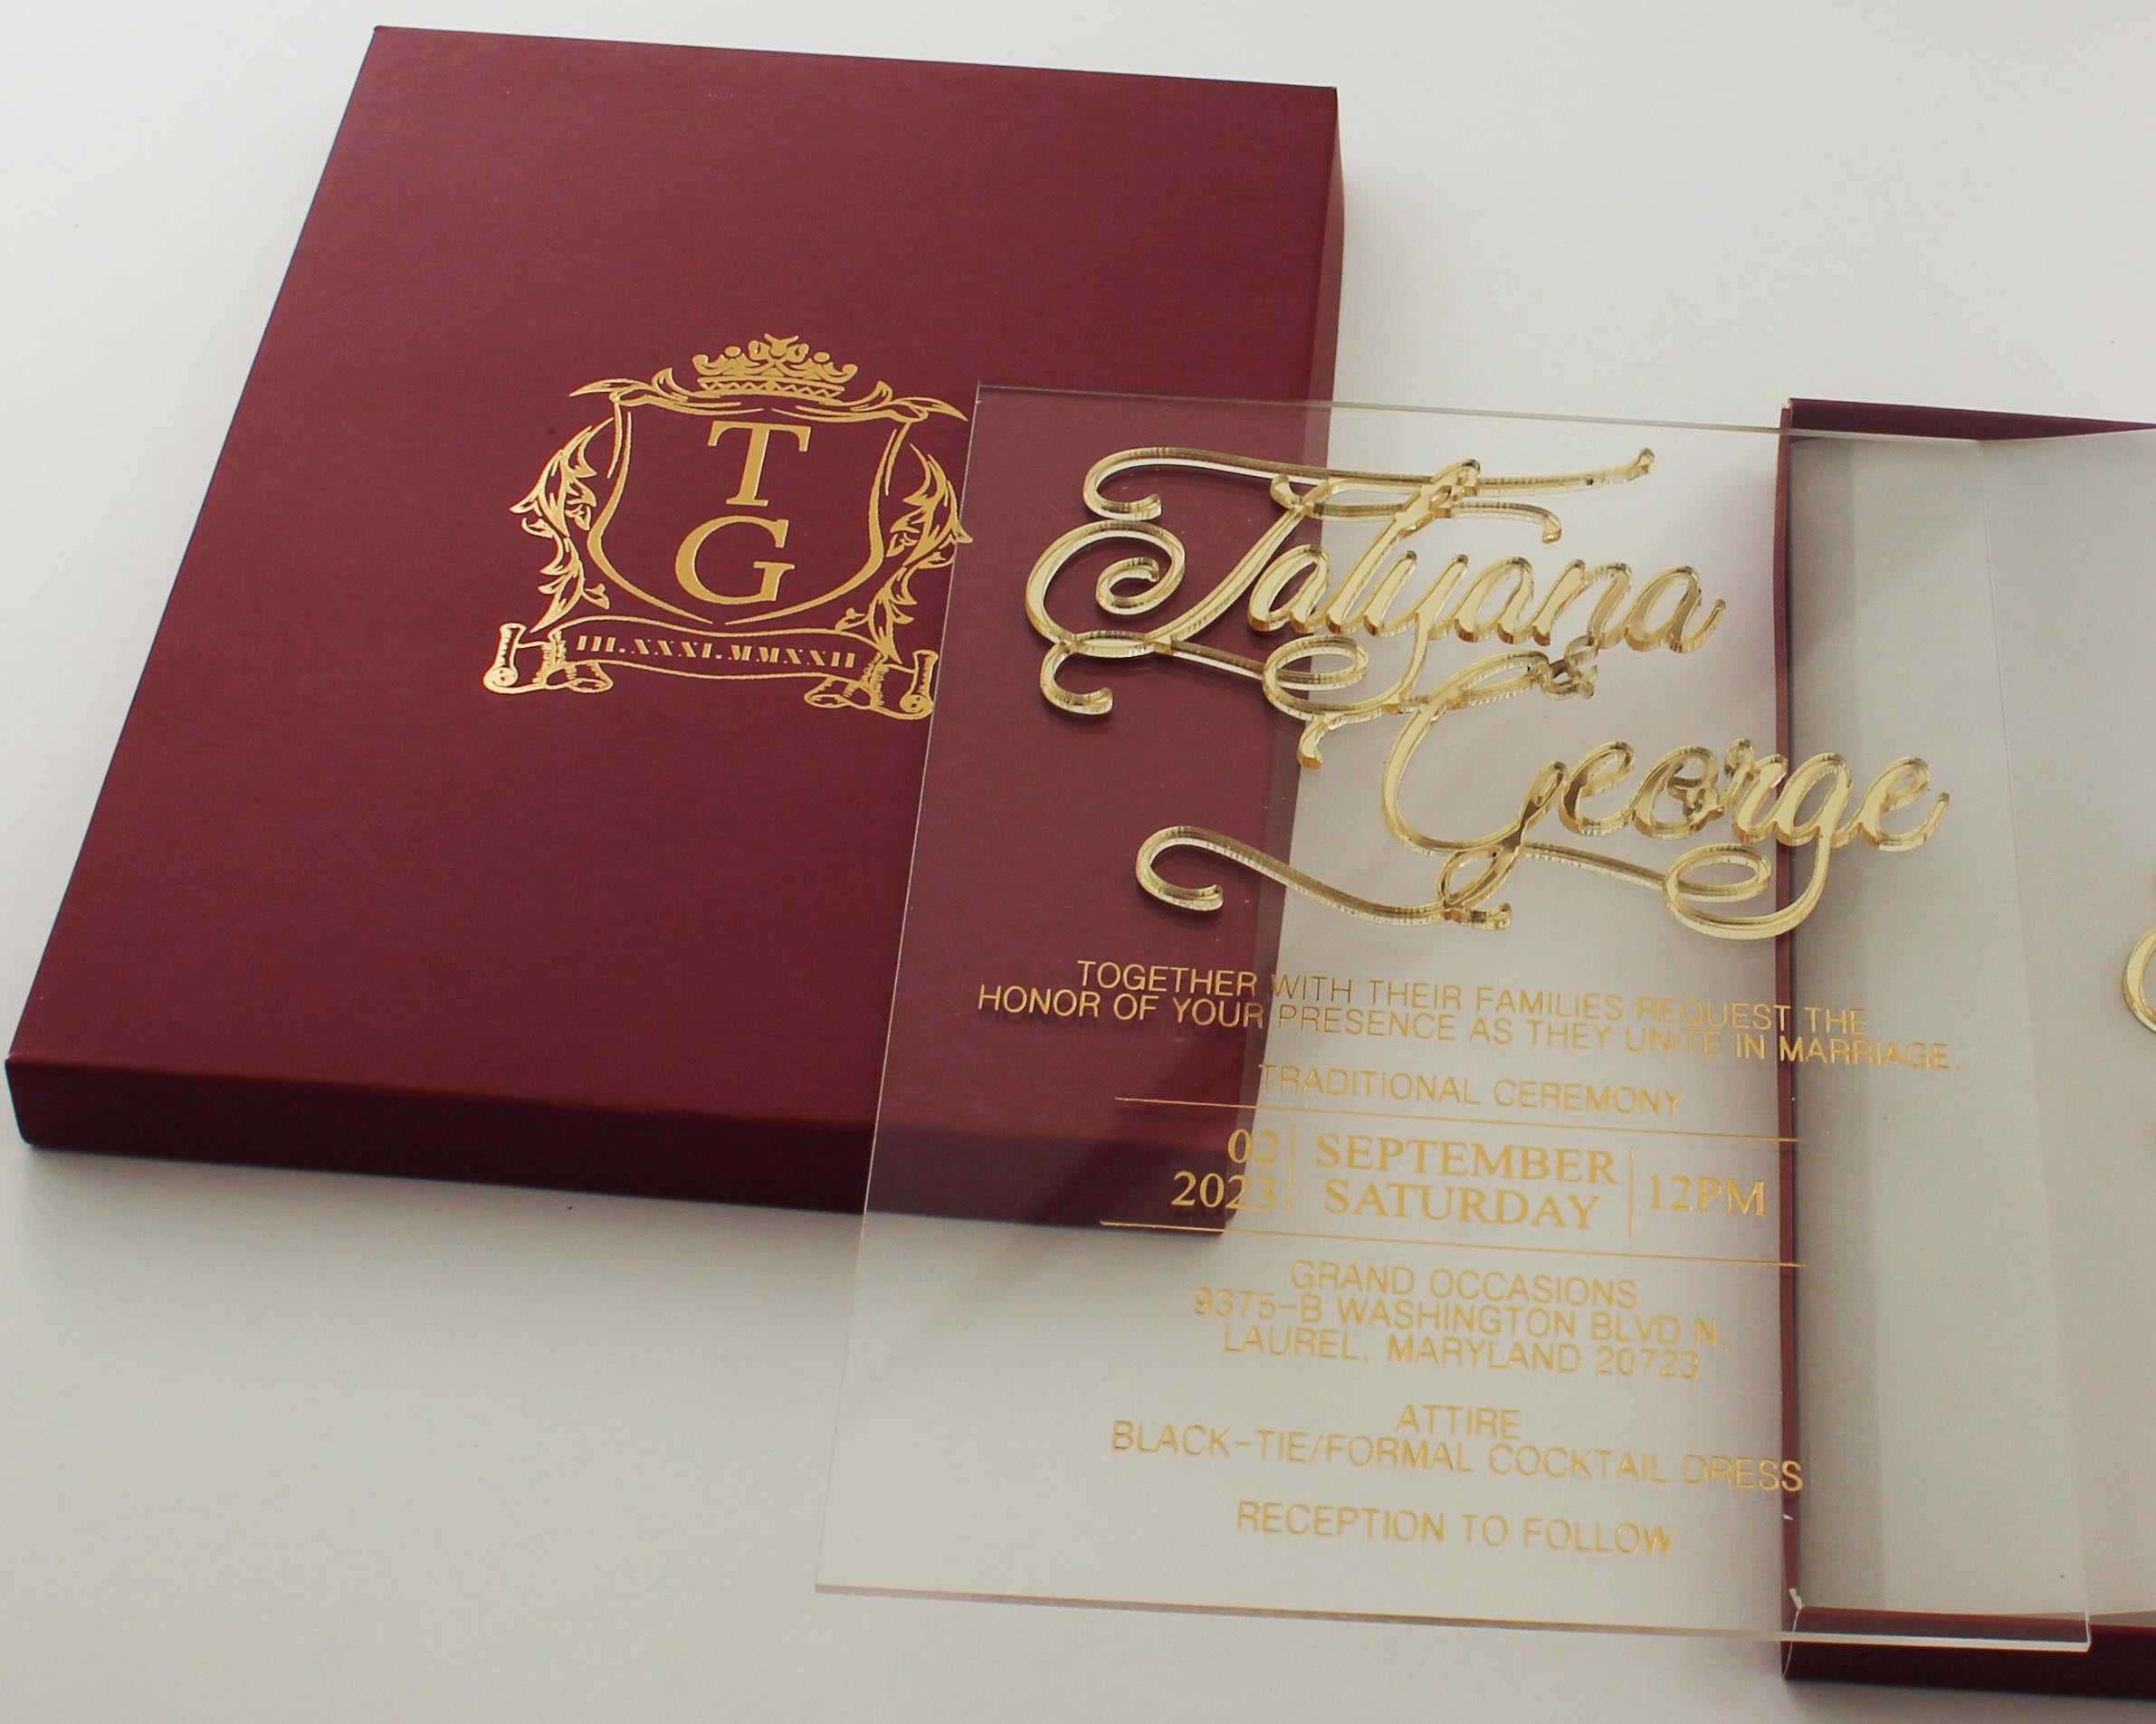 T
G
III.XXXI.MMXXII
Tatyana
&
George
TOGETHER WITH THEIR FAMILIES REQUEST THE
HONOR OF YOUR PRESENCE AS THEY UNITE IN MARRIAGE.
TRADITIONAL CEREMONY
02 | SEPTEMBER | 12PM
2023 | SATURDAY
GRAND OCCASIONS
9375-B WASHINGTON BLVD N.
LAUREL, MARYLAND 20723
ATTIRE
BLACK-TIE/FORMAL COCKTAIL DRESS
RECEPTION TO FOLLOW